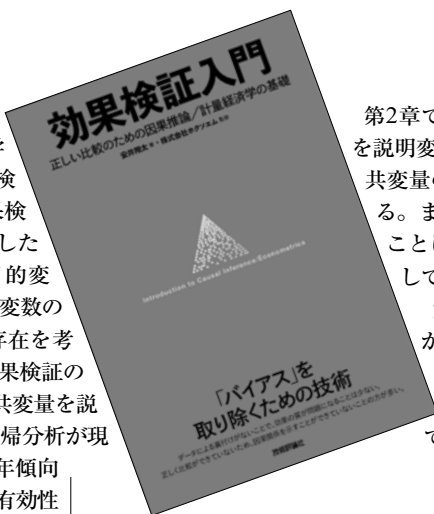 効果検証入門
正しい比較のための因果推論/計量経済学の基礎
安井翔太 著・株式会社ホクソエム 監修
Introduction to Causal Inference/Econometrics
「バイアス」を
取り除くための技術
データによる裏付けがないことで、効果の質が問題になることは少ない。
正しく比較ができていないため、因果関係を示すことができていないことの方が多い。
技術評論社
検
検
した
的変
変数の
存在を考
果検証の
共変量を説
帰分析が現
年傾向
有効性
第2章で
を説明変
共変量の
る。ま
ことに
して
か
て